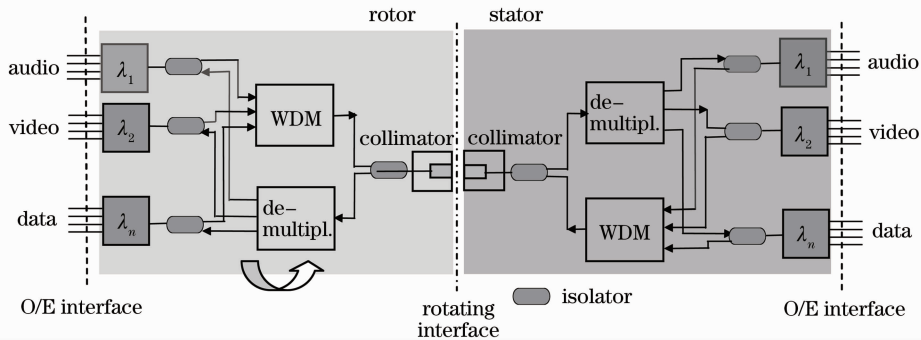 rotor
stator
audio
λ1
WDM
collimator
video
λ2
de-
multipl.
data
λn
O/E interface
collimator
de-
multipl.
WDM
λ1
audio
λ2
video
λn
data
rotating
interface
isolator
O/E interface